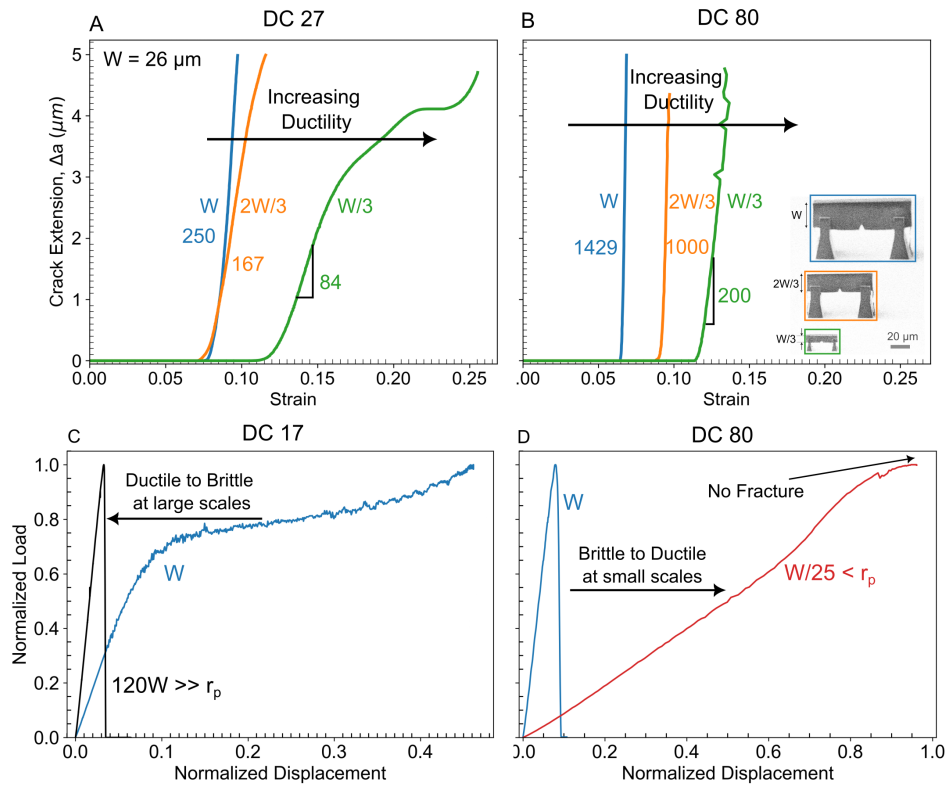 A
DC 27
W = 26 μm
Increasing
Ductility
W
2W/3
W/3
250
167
84
Crack Extension, Δa (μm)
0
1
2
3
4
5
0.00
0.05
0.10
0.15
0.20
0.25
Strain
B
DC 80
Increasing
Ductility
W
2W/3
W/3
1429
1000
200
W
2W/3
W/3
20 μm
.00
0.05
0.10
0.15
0.20
0.25
Strain
C
DC 17
Ductile to Brittle
at large scales
W
120W >> rp
Normalized Load
0.0
0.2
0.4
0.6
0.8
1.0
0.0
0.1
0.2
0.3
0.4
Normalized Displacement
D
DC 80
W
No Fracture
Brittle to Ductile
at small scales
W/25 < rp
0.0
0.2
0.4
0.6
0.8
1.0
Normalized Displacement